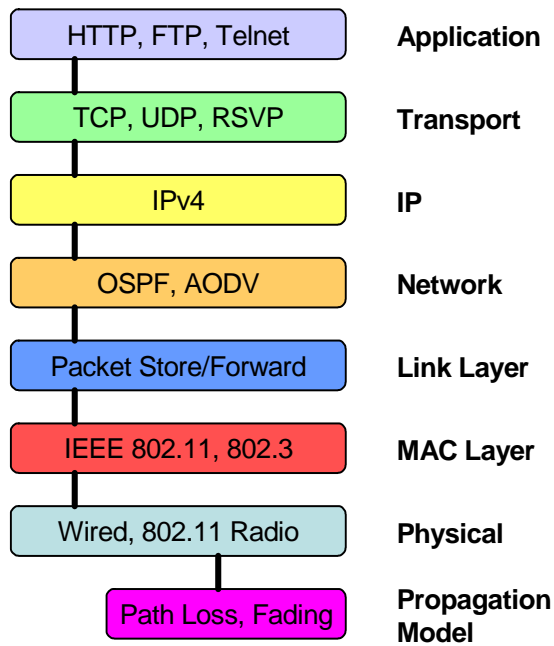 HTTP, FTP, Telnet Application
TCP, UDP, RSVP Transport
IPv4 IP
OSPF, AODV Network
Packet Store/Forward Link Layer
IEEE 802.11, 802.3 MAC Layer
Wired, 802.11 Radio Physical
Path Loss, Fading Propagation
Model